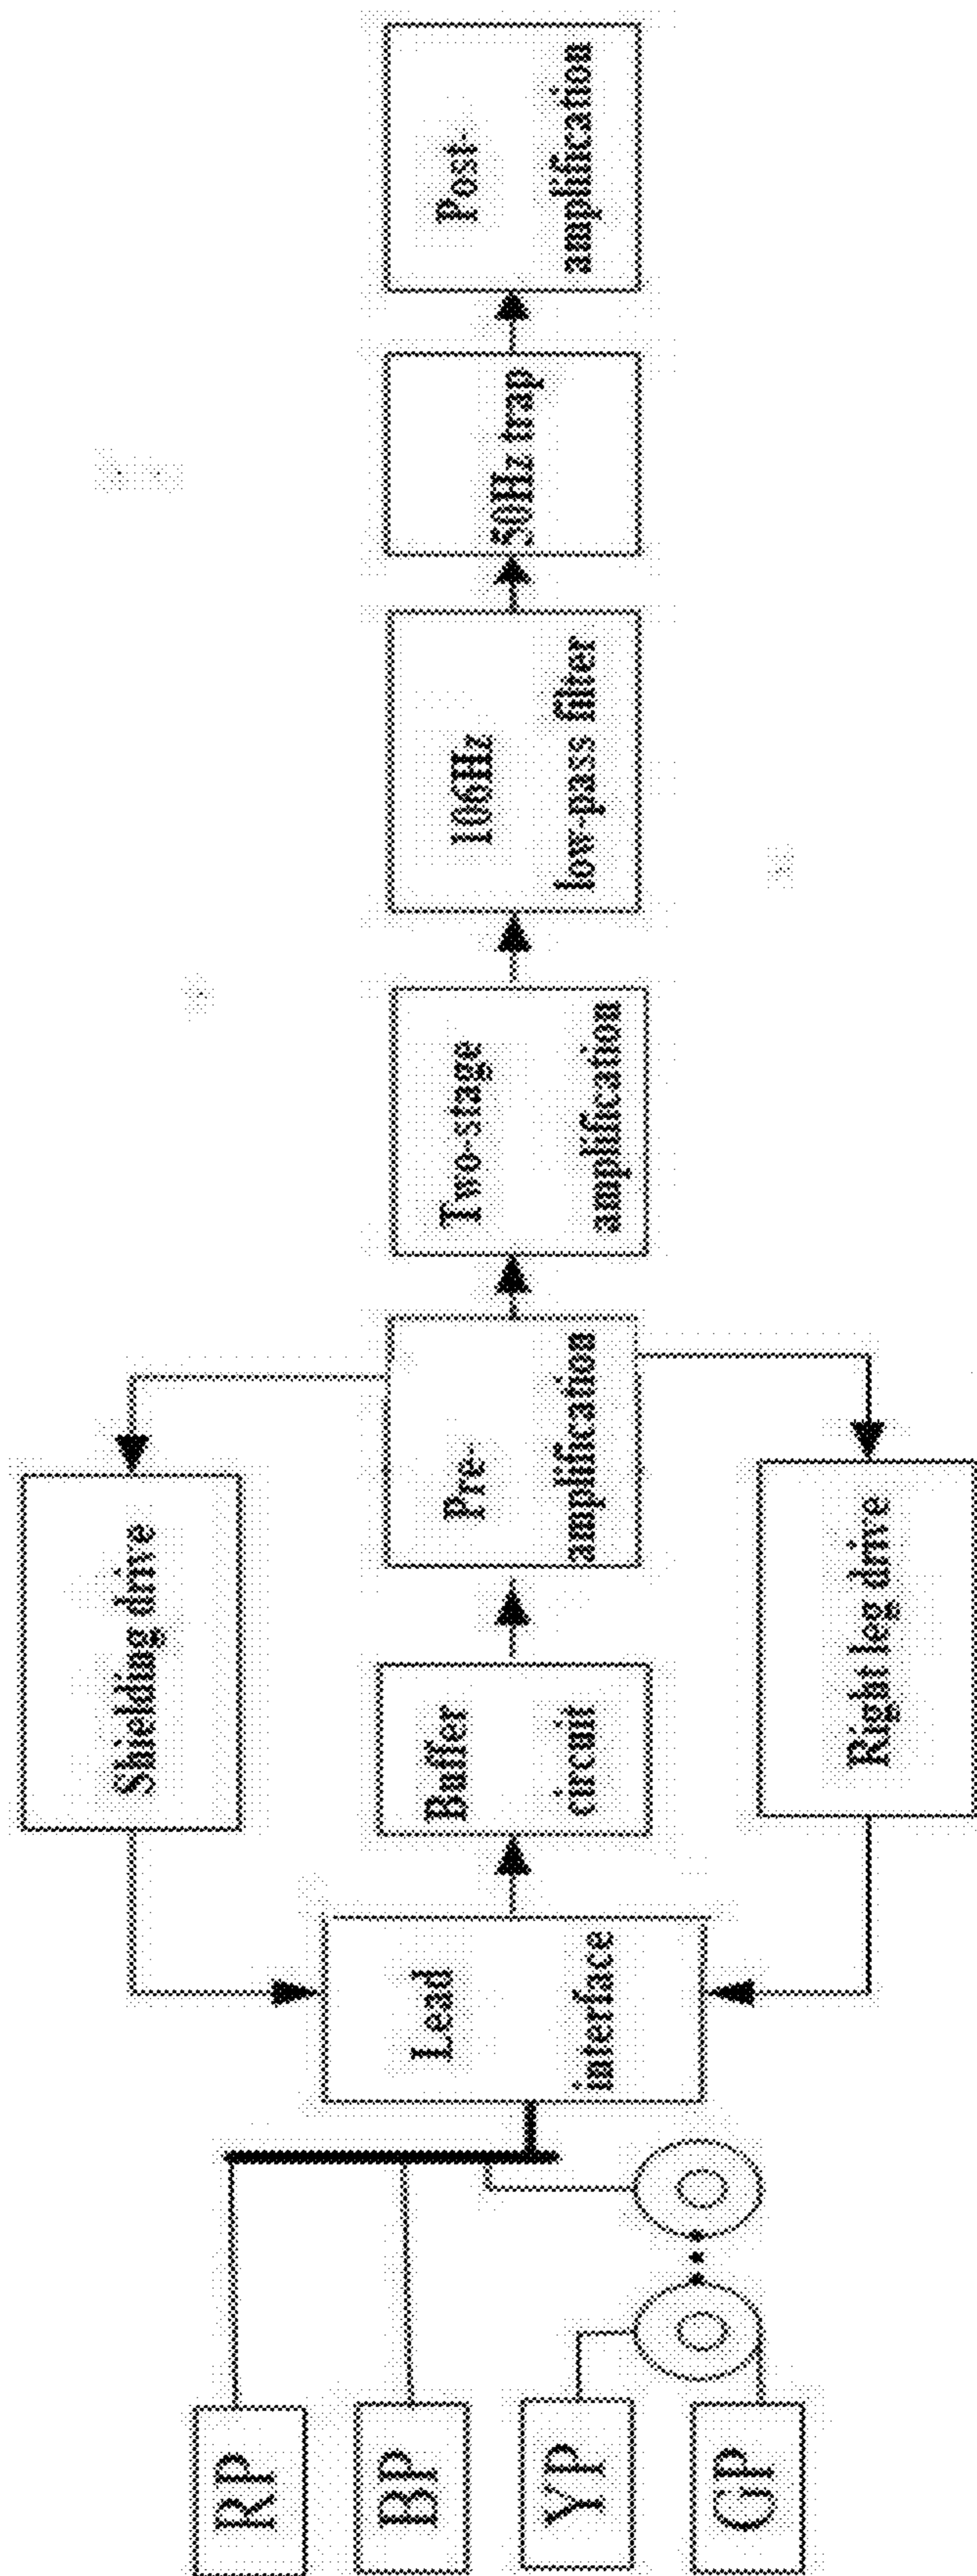 RP
BP
YP
GP
Lead
interface
Shielding drive
Buffer
circuit
Right leg drive
Pre-
amplification
Two-stage
amplification
106Hz
low-pass filter
50Hz trap
Post-
amplification